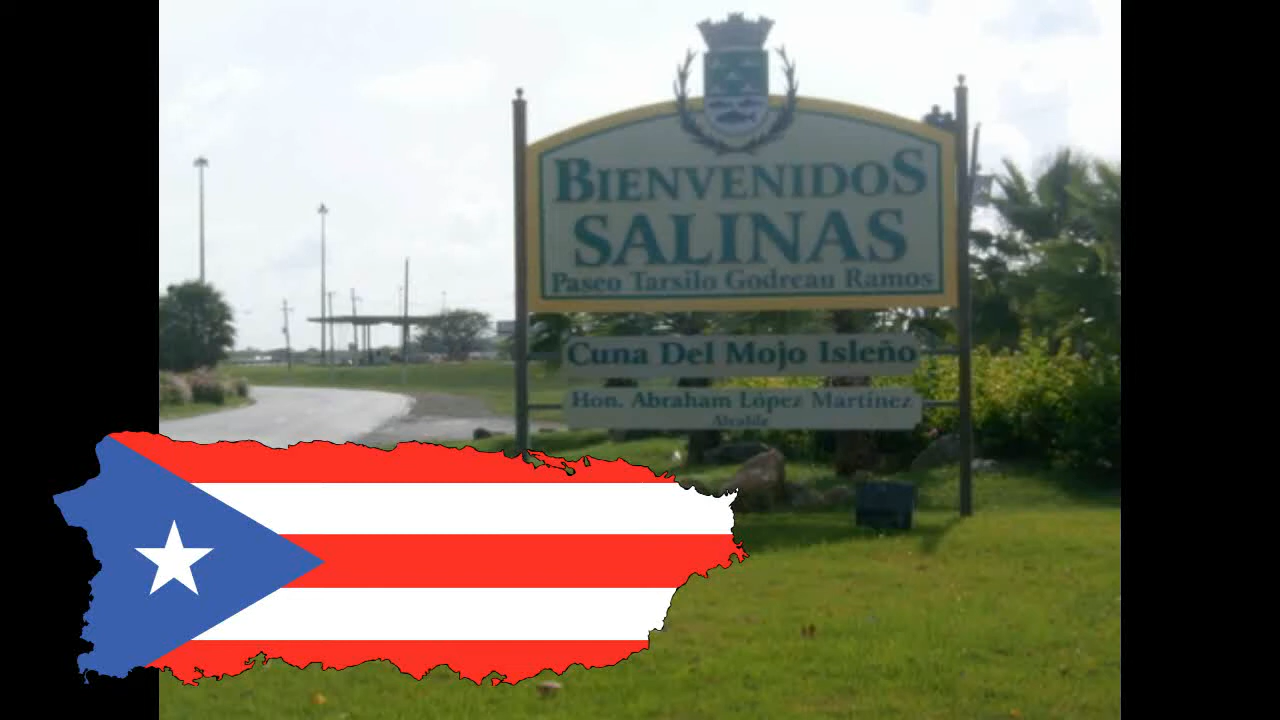 BIENVENIDOS
SALINAS
Paseo Tarsilo Godreau Ramos
Cuna Del Mojo Isleño
Hon. Abraham López Martínez
Alcalde